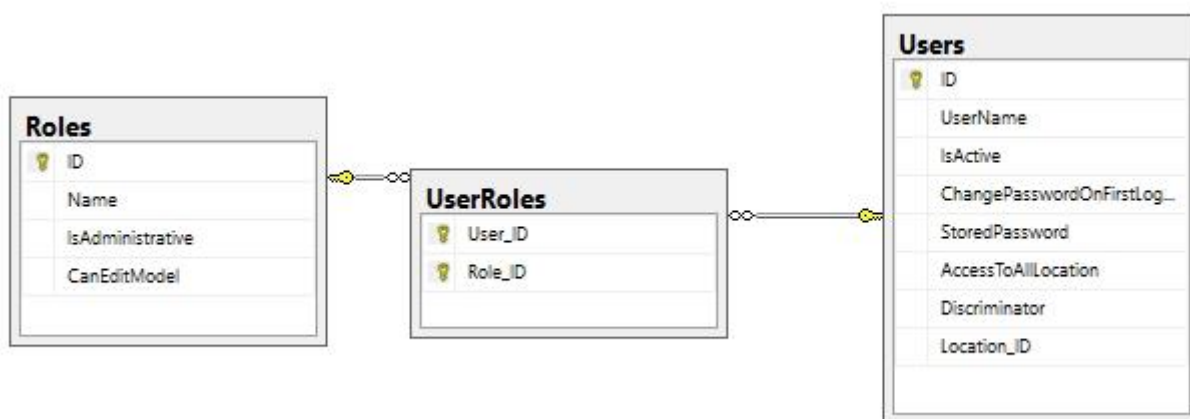 Roles
ID
Name
IsAdministrative
CanEditModel
UserRoles
User_ID
Role_ID
Users
ID
UserName
IsActive
ChangePasswordOnFirstLog...
StoredPassword
AccessToAllLocation
Discriminator
Location_ID